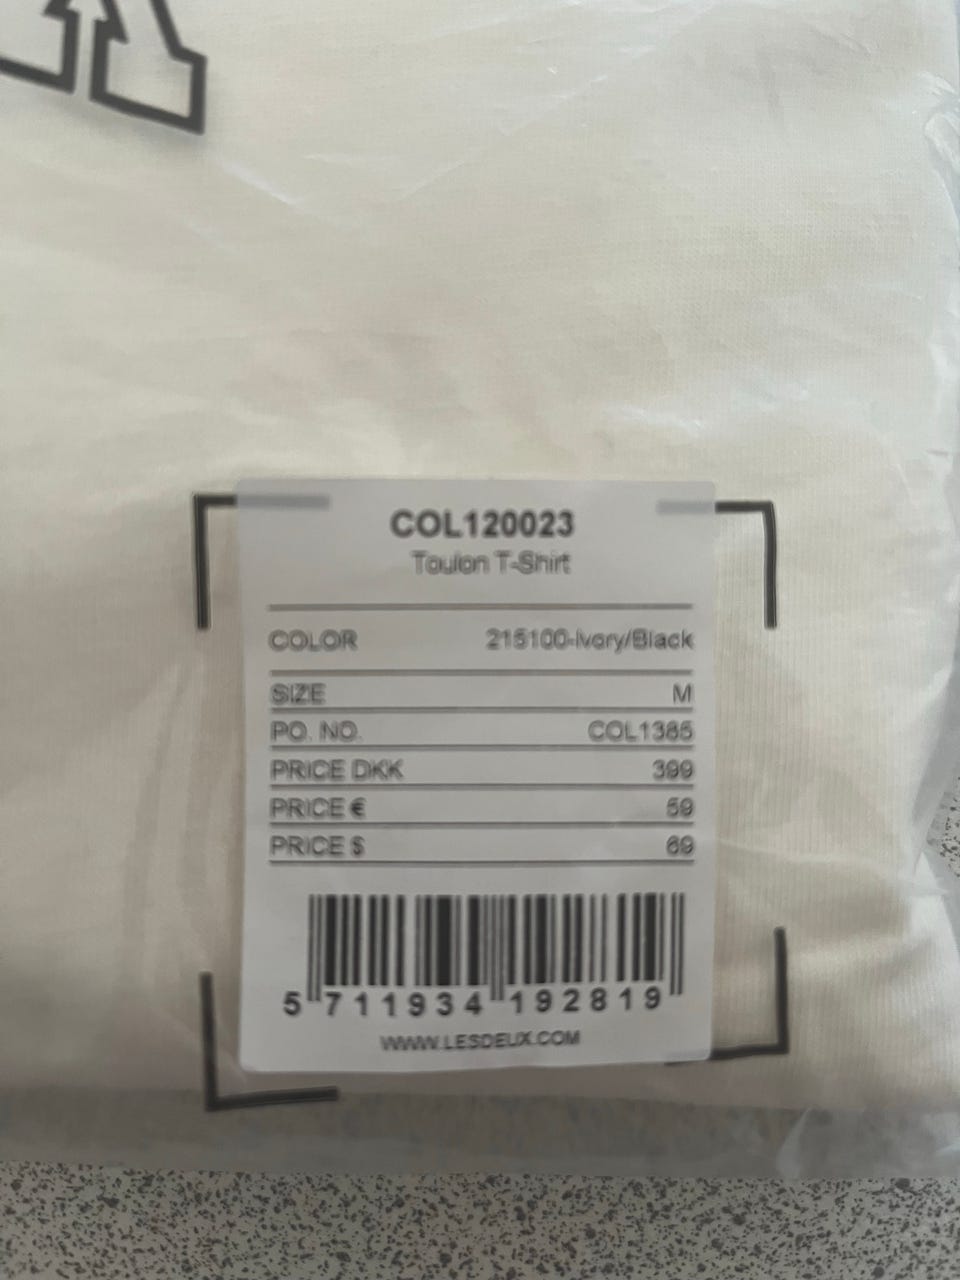 COL120023
Toulon T-Shirt
COLOR 215100-Ivory/Black
SIZE M
PO. NO. COL1385
PRICE DKK 399
PRICE € 59
PRICE $ 69
5 711934 192819
WWW.LESDEUX.COM